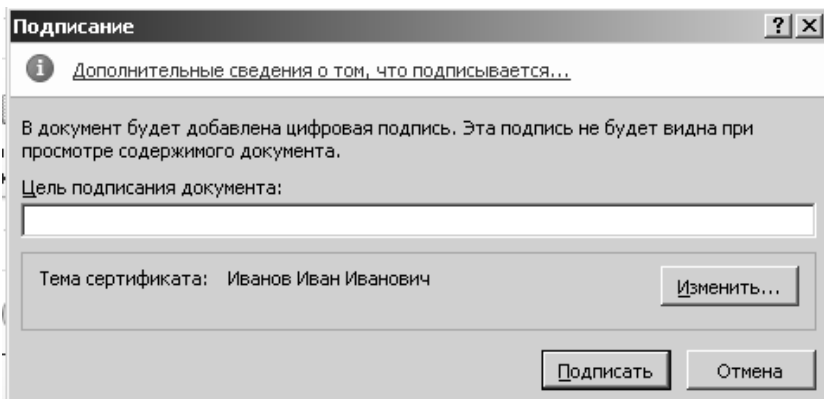 Подписание
Дополнительные сведения о том, что подписывается...
В документ будет добавлена цифровая подпись. Эта подпись не будет видна при
просмотре содержимого документа.
Цель подписания документа:
Тема сертификата: Иванов Иван Иванович
Изменить...
Подписать Отмена